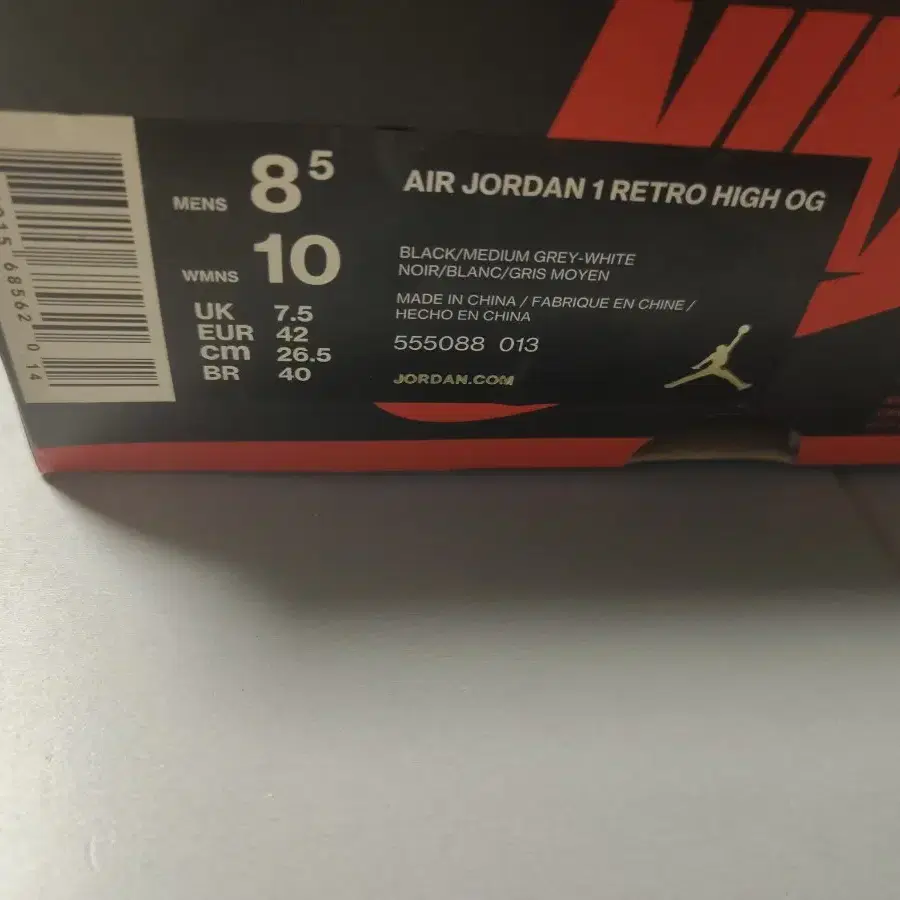 MENS 8 5
WMNS 10
UK 7.5
EUR 42
cm 26.5
BR 40
AIR JORDAN 1 RETRO HIGH OG
BLACK/MEDIUM GREY-WHITE
NOIR/BLANC/GRIS MOYEN
MADE IN CHINA / FABRIQUE EN CHINE /
HECHO EN CHINA
555088 013
JORDAN.COM
68562 014